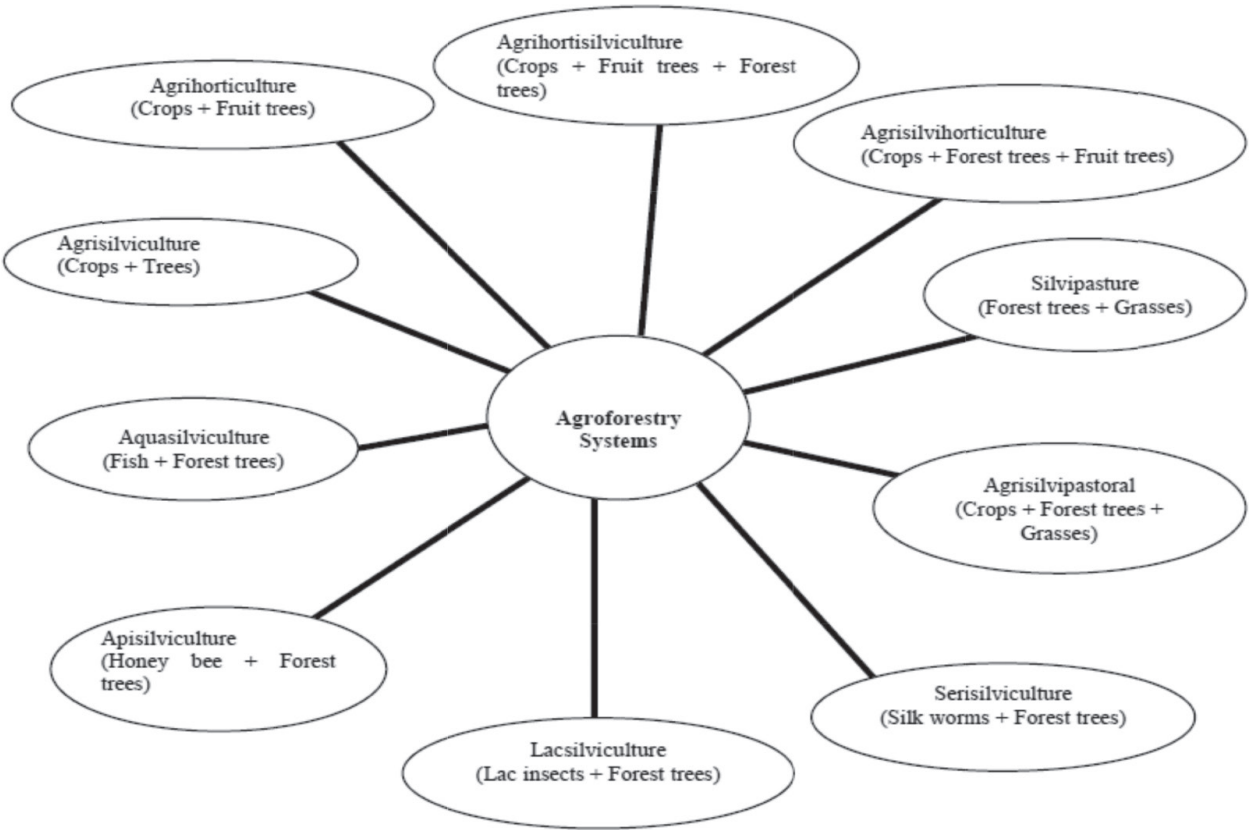 Agrihortisilviculture
(Crops + Fruit trees + Forest
trees)
Agrihorticulture
(Crops + Fruit trees)
Agrisilvihorticulture
(Crops + Forest trees + Fruit trees)
Agrisilviculture
(Crops + Trees)
Silvipasture
(Forest trees + Grasses)
Agroforestry
Systems
Aquasilviculture
(Fish + Forest trees)
Agrisilvipastoral
(Crops + Forest trees +
Grasses)
Apisilviculture
(Honey bee + Forest
trees)
Serisilviculture
(Silk worms + Forest trees)
Lacsilviculture
(Lac insects + Forest trees)